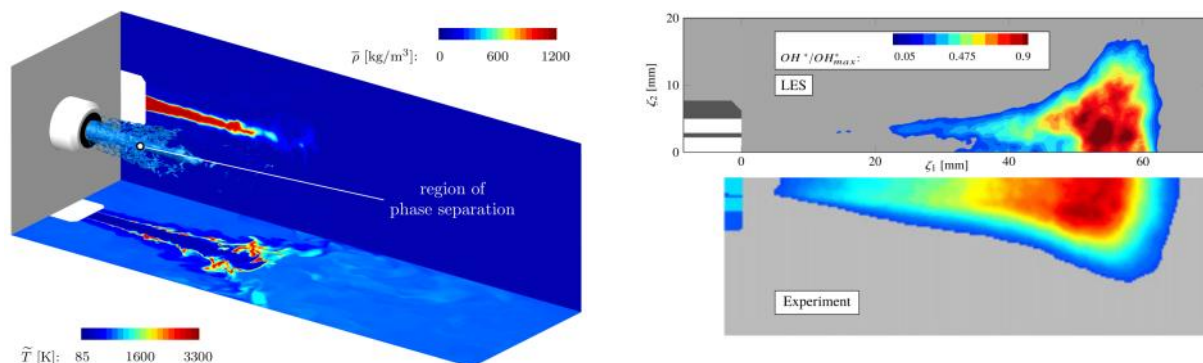 ρ̅ [kg/m³]:
0 600 1200
region of
phase separation
T̃ [K]: 85 1600 3300
20
10
0
ζ₂ [mm]
0.05 0.475 0.9
OH*/OH*max:
LES
0 20 40 60
ζ₁ [mm]
Experiment